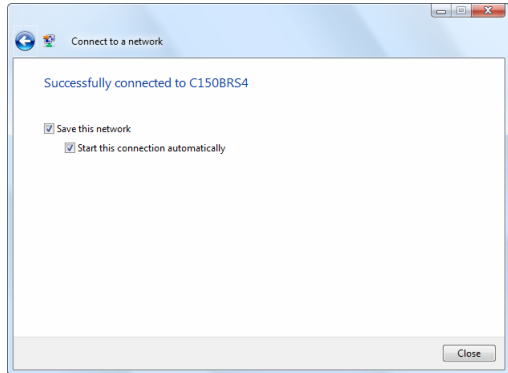 Connect to a network
Successfully connected to C150BRS4
Save this network
Start this connection automatically
Close